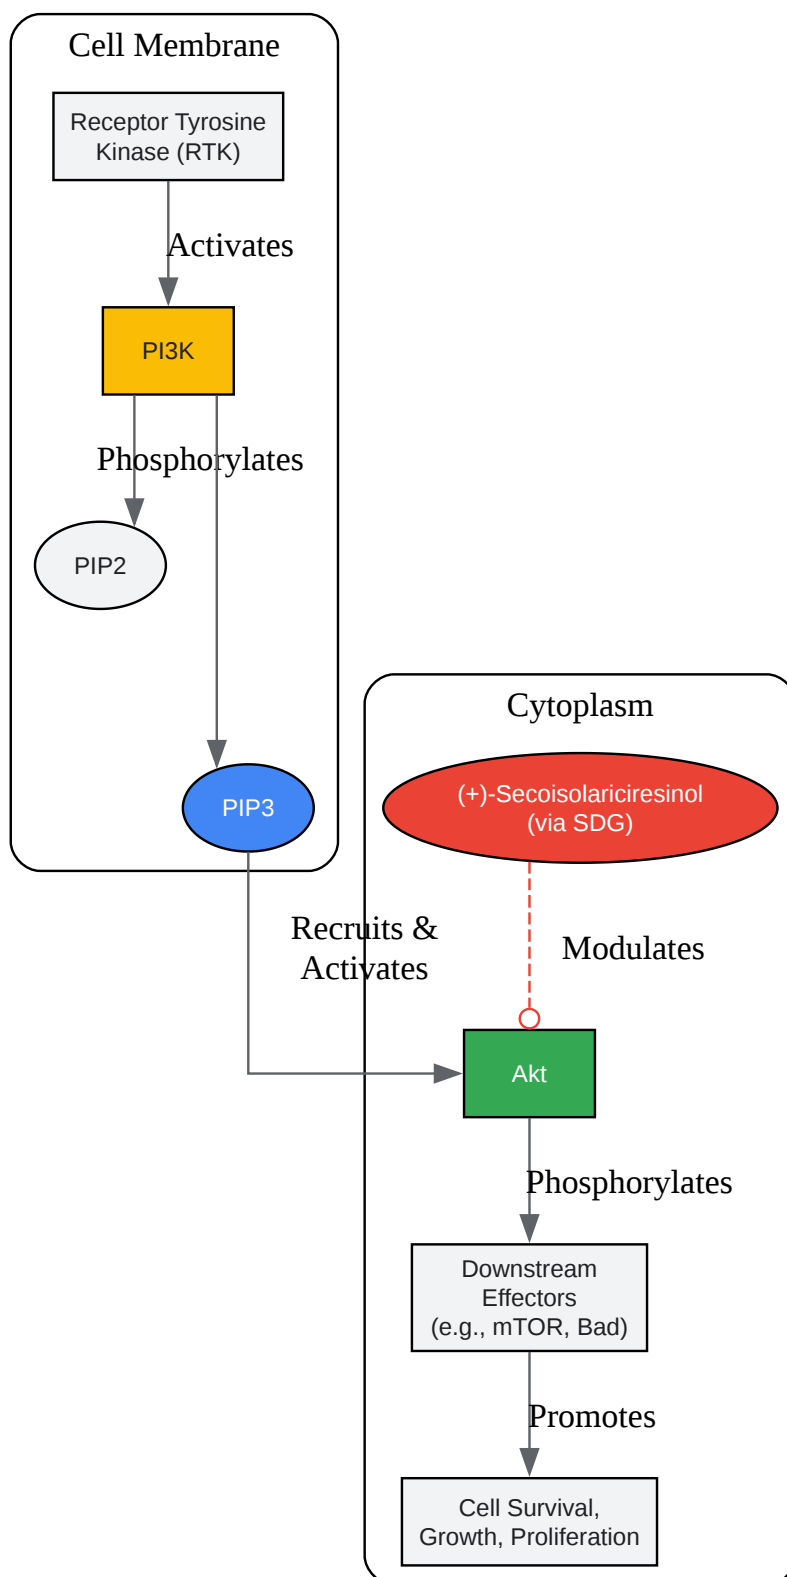 Cell Membrane
Receptor Tyrosine
Kinase (RTK)
Activates
PI3K
Phosphorylates
PIP2
PIP3
Cytoplasm
(+)-Secoisolariciresinol
(via SDG)
Recruits &
Activates
Modulates
Akt
Phosphorylates
Downstream
Effectors
(e.g., mTOR, Bad)
Promotes
Cell Survival,
Growth, Proliferation